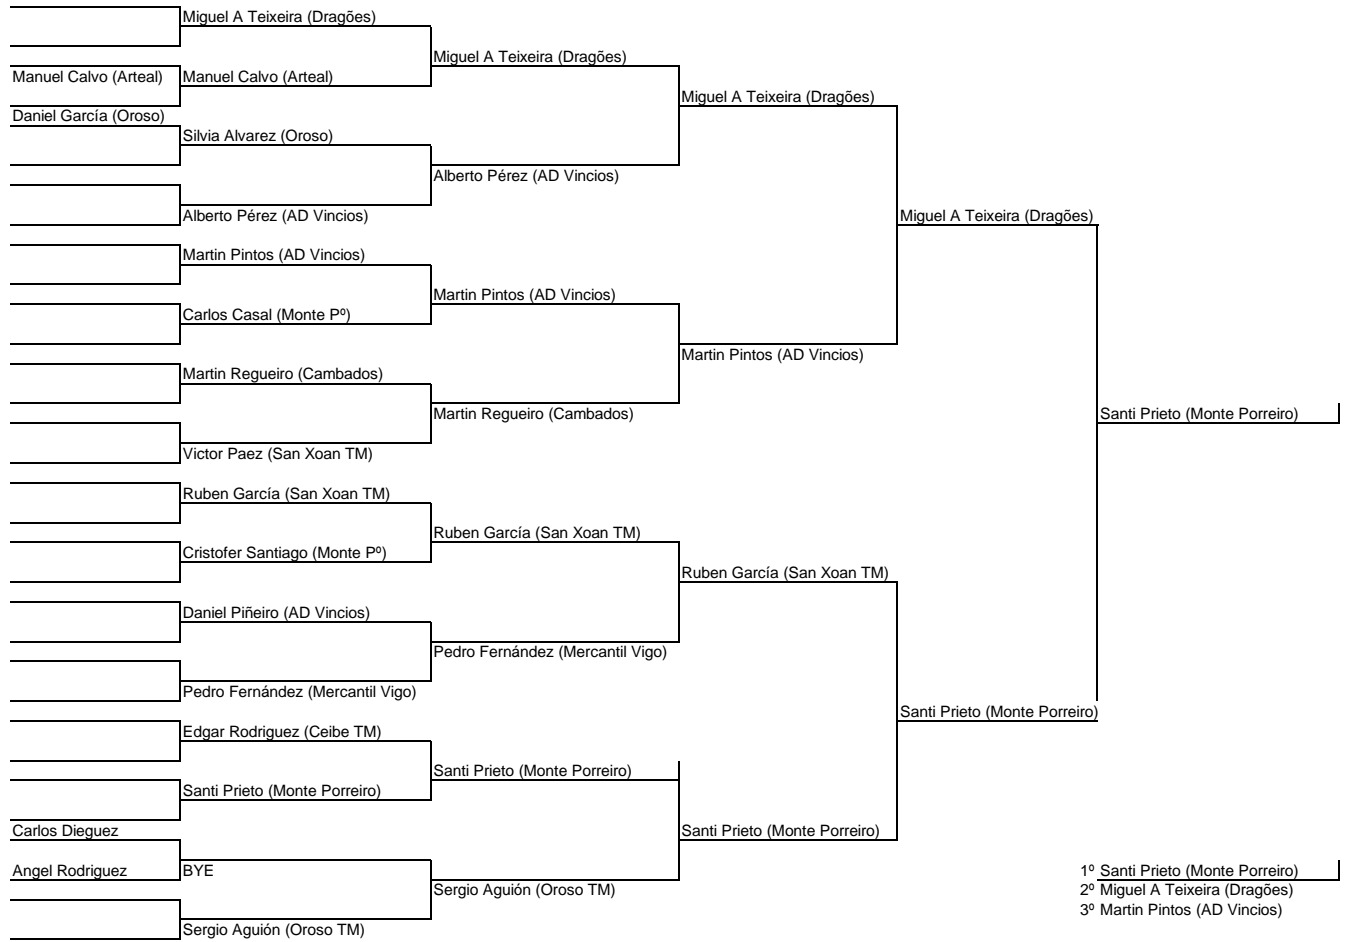 Miguel A Teixeira (Dragões)
Miguel A Teixeira (Dragões)
Manuel Calvo (Arteal)
Manuel Calvo (Arteal)
Miguel A Teixeira (Dragões)
Daniel García (Oroso)
Silvia Alvarez (Oroso)
Alberto Pérez (AD Vincios)
Alberto Pérez (AD Vincios)
Miguel A Teixeira (Dragões)
Martin Pintos (AD Vincios)
Martin Pintos (AD Vincios)
Carlos Casal (Monte Pº)
Martin Pintos (AD Vincios)
Martin Regueiro (Cambados)
Martin Regueiro (Cambados)
Santi Prieto (Monte Porreiro)
Victor Paez (San Xoan TM)
Ruben García (San Xoan TM)
Ruben García (San Xoan TM)
Cristofer Santiago (Monte Pº)
Ruben García (San Xoan TM)
Daniel Piñeiro (AD Vincios)
Pedro Fernández (Mercantil Vigo)
Pedro Fernández (Mercantil Vigo)
Santi Prieto (Monte Porreiro)
Edgar Rodriguez (Ceibe TM)
Santi Prieto (Monte Porreiro)
Santi Prieto (Monte Porreiro)
Carlos Dieguez
Santi Prieto (Monte Porreiro)
Angel Rodriguez
BYE
1º Santi Prieto (Monte Porreiro)
Sergio Aguión (Oroso TM)
2º Miguel A Teixeira (Dragões)
3º Martin Pintos (AD Vincios)
Sergio Aguión (Oroso TM)